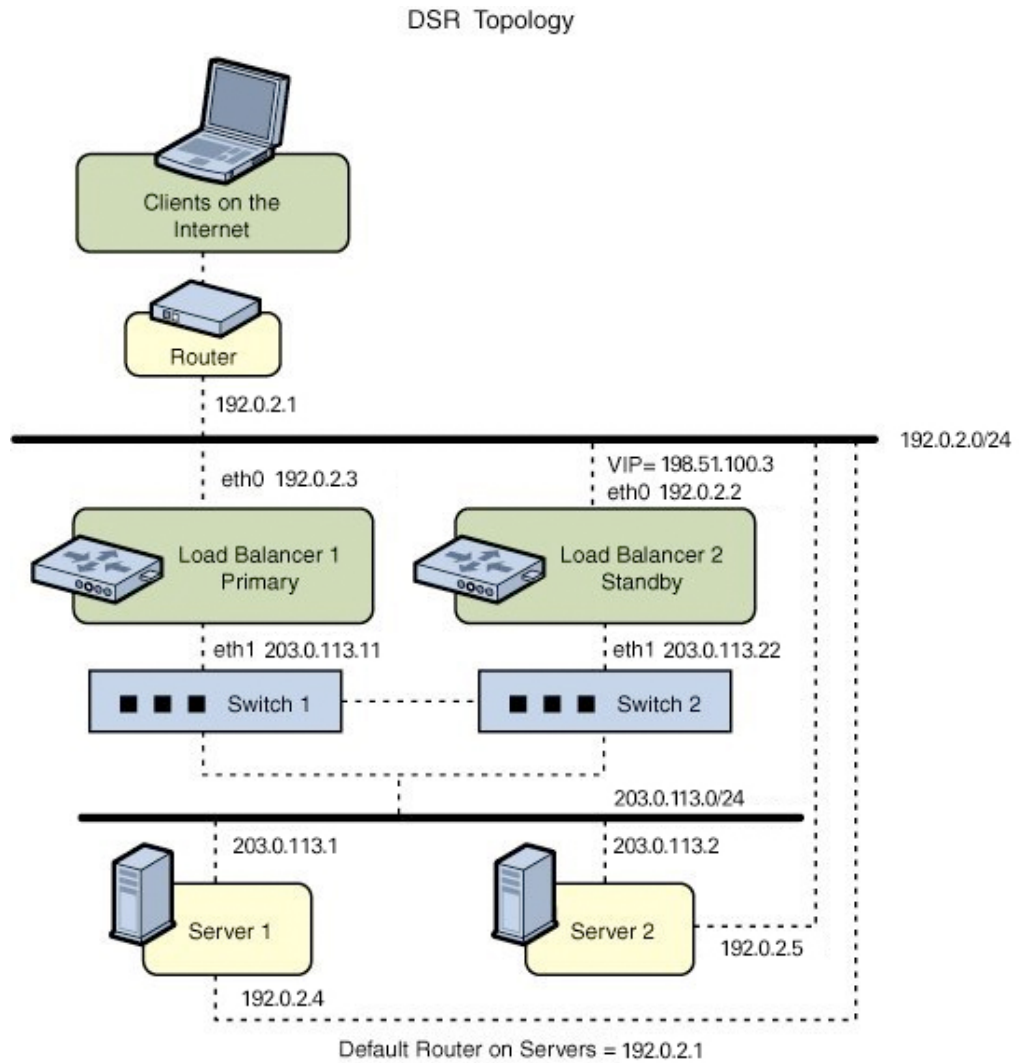 DSR Topology
Clients on the
Internet
Router
192.0.2.1
192.0.2.0/24
eth0 192.0.2.3
VIP= 198.51.100.3
eth0 192.0.2.2
Load Balancer 1
Primary
Load Balancer 2
Standby
eth1 203.0.113.11
eth1 203.0.113.22
Switch 1
Switch 2
203.0.113.0/24
203.0.113.1
203.0.113.2
Server 1
Server 2
192.0.2.5
192.0.2.4
Default Router on Servers = 192.0.2.1